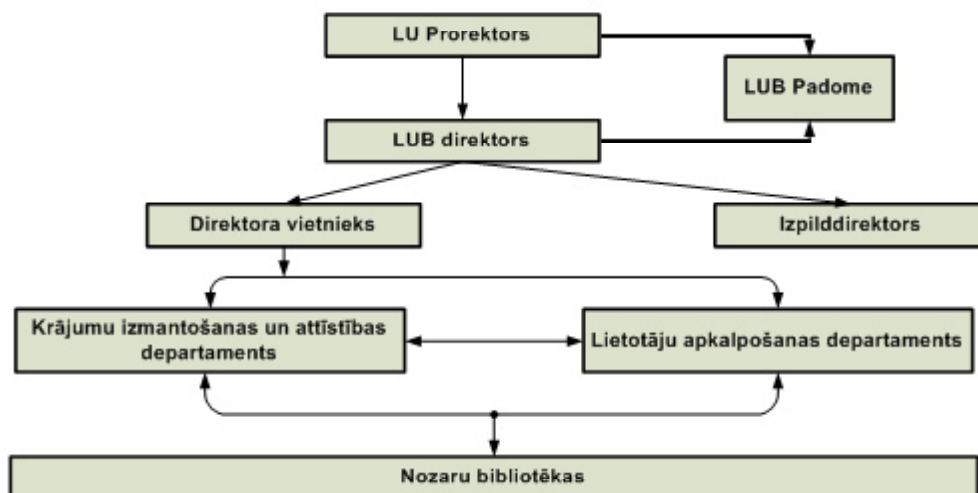 LU Prorektors
LUB Padome
LUB direktors
Direktora vietnieks
Izpilddirektors
Krājumu izmantošanas un attīstības
departaments
Lietotāju apkalpošanas departaments
Nozaru bibliotēkas